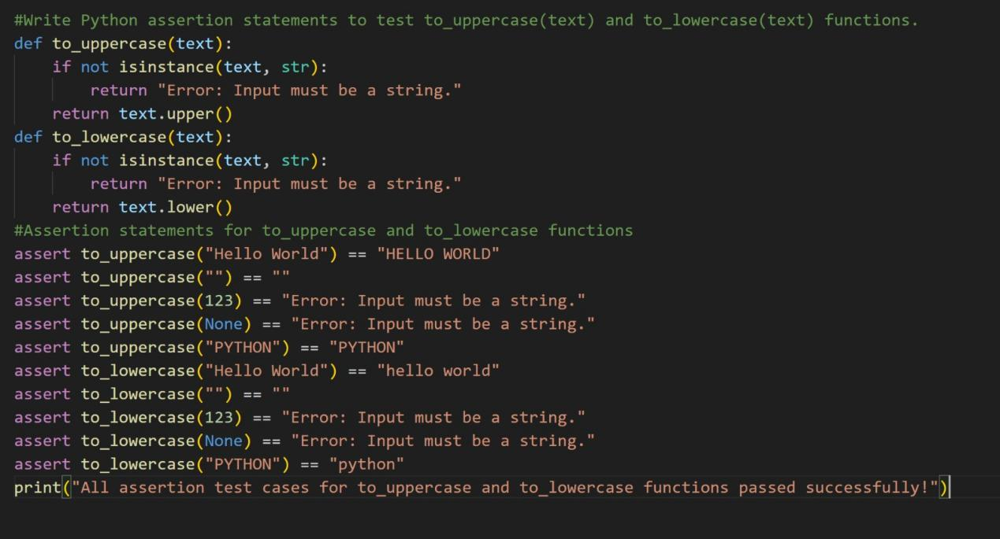 #Write Python assertion statements to test to_uppercase(text) and to_lowercase(text) functions.
def to_uppercase(text):
    if not isinstance(text, str):
        return "Error: Input must be a string."
    return text.upper()
def to_lowercase(text):
    if not isinstance(text, str):
        return "Error: Input must be a string."
    return text.lower()
#Assertion statements for to_uppercase and to_lowercase functions
assert to_uppercase("Hello World") == "HELLO WORLD"
assert to_uppercase("") == ""
assert to_uppercase(123) == "Error: Input must be a string."
assert to_uppercase(None) == "Error: Input must be a string."
assert to_uppercase("PYTHON") == "PYTHON"
assert to_lowercase("Hello World") == "hello world"
assert to_lowercase("") == ""
assert to_lowercase(123) == "Error: Input must be a string."
assert to_lowercase(None) == "Error: Input must be a string."
assert to_lowercase("PYTHON") == "python"
print("All assertion test cases for to_uppercase and to_lowercase functions passed successfully!")